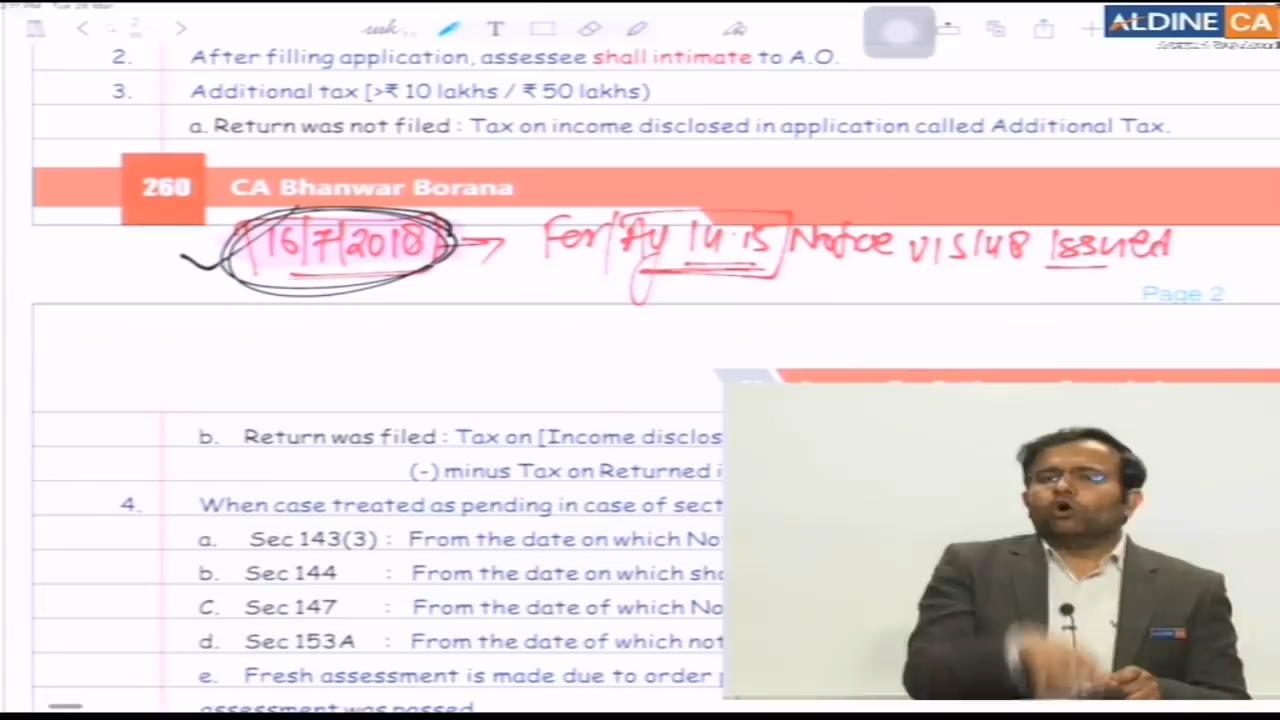 ALDINE CA
2. After filling application, assessee shall intimate to A.O.
3. Additional tax [>₹ 10 lakhs / ₹ 50 lakhs)
a. Return was not filed : Tax on income disclosed in application called Additional Tax.
260 CA Bhanwar Borana
16/7/2018 → For AY 14-15 Notice u/s 148 Issued
Page 2
b. Return was filed : Tax on [Income disclos
(-) minus Tax on Returned i
4. When case treated as pending in case of sect
a. Sec 143(3) : From the date on which No
b. Sec 144 : From the date on which sho
C. Sec 147 : From the date of which No
d. Sec 153A : From the date of which not
e. Fresh assessment is made due to order p
assessment was passed